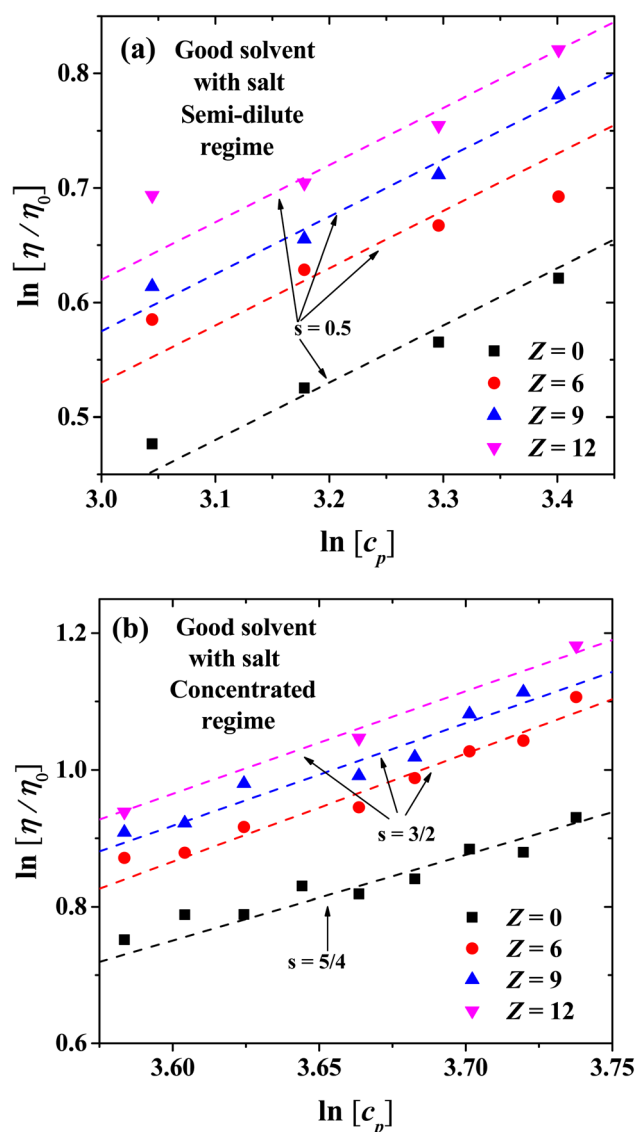 (a)
Good solvent
with salt
Semi-dilute
regime
ln [η/η0]
0.8
0.7
0.6
0.5
s = 0.5
Z = 0
Z = 6
Z = 9
Z = 12
3.0 3.1 3.2 3.3 3.4
ln [cp]
(b)
Good solvent
with salt
Concentrated
regime
ln [η/η0]
1.2
1.0
0.8
0.6
s = 3/2
s = 5/4
Z = 0
Z = 6
Z = 9
Z = 12
3.60 3.65 3.70 3.75
ln [cp]